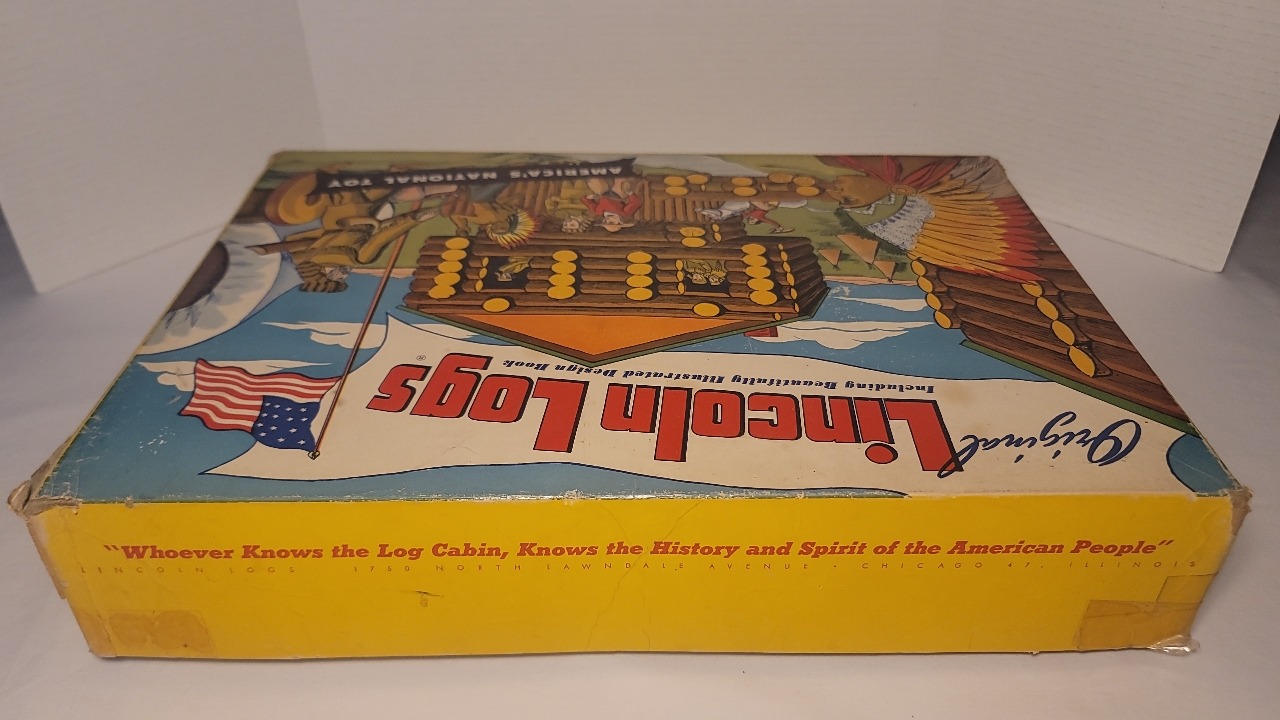 Original Lincoln Logs®
Including Beautifully Illustrated Design Book
AMERICA'S NATIONAL TOY
"Whoever Knows the Log Cabin, Knows the History and Spirit of the American People"
LINCOLN LOGS 1750 NORTH LAWNDALE AVENUE • CHICAGO 47, ILLINOIS